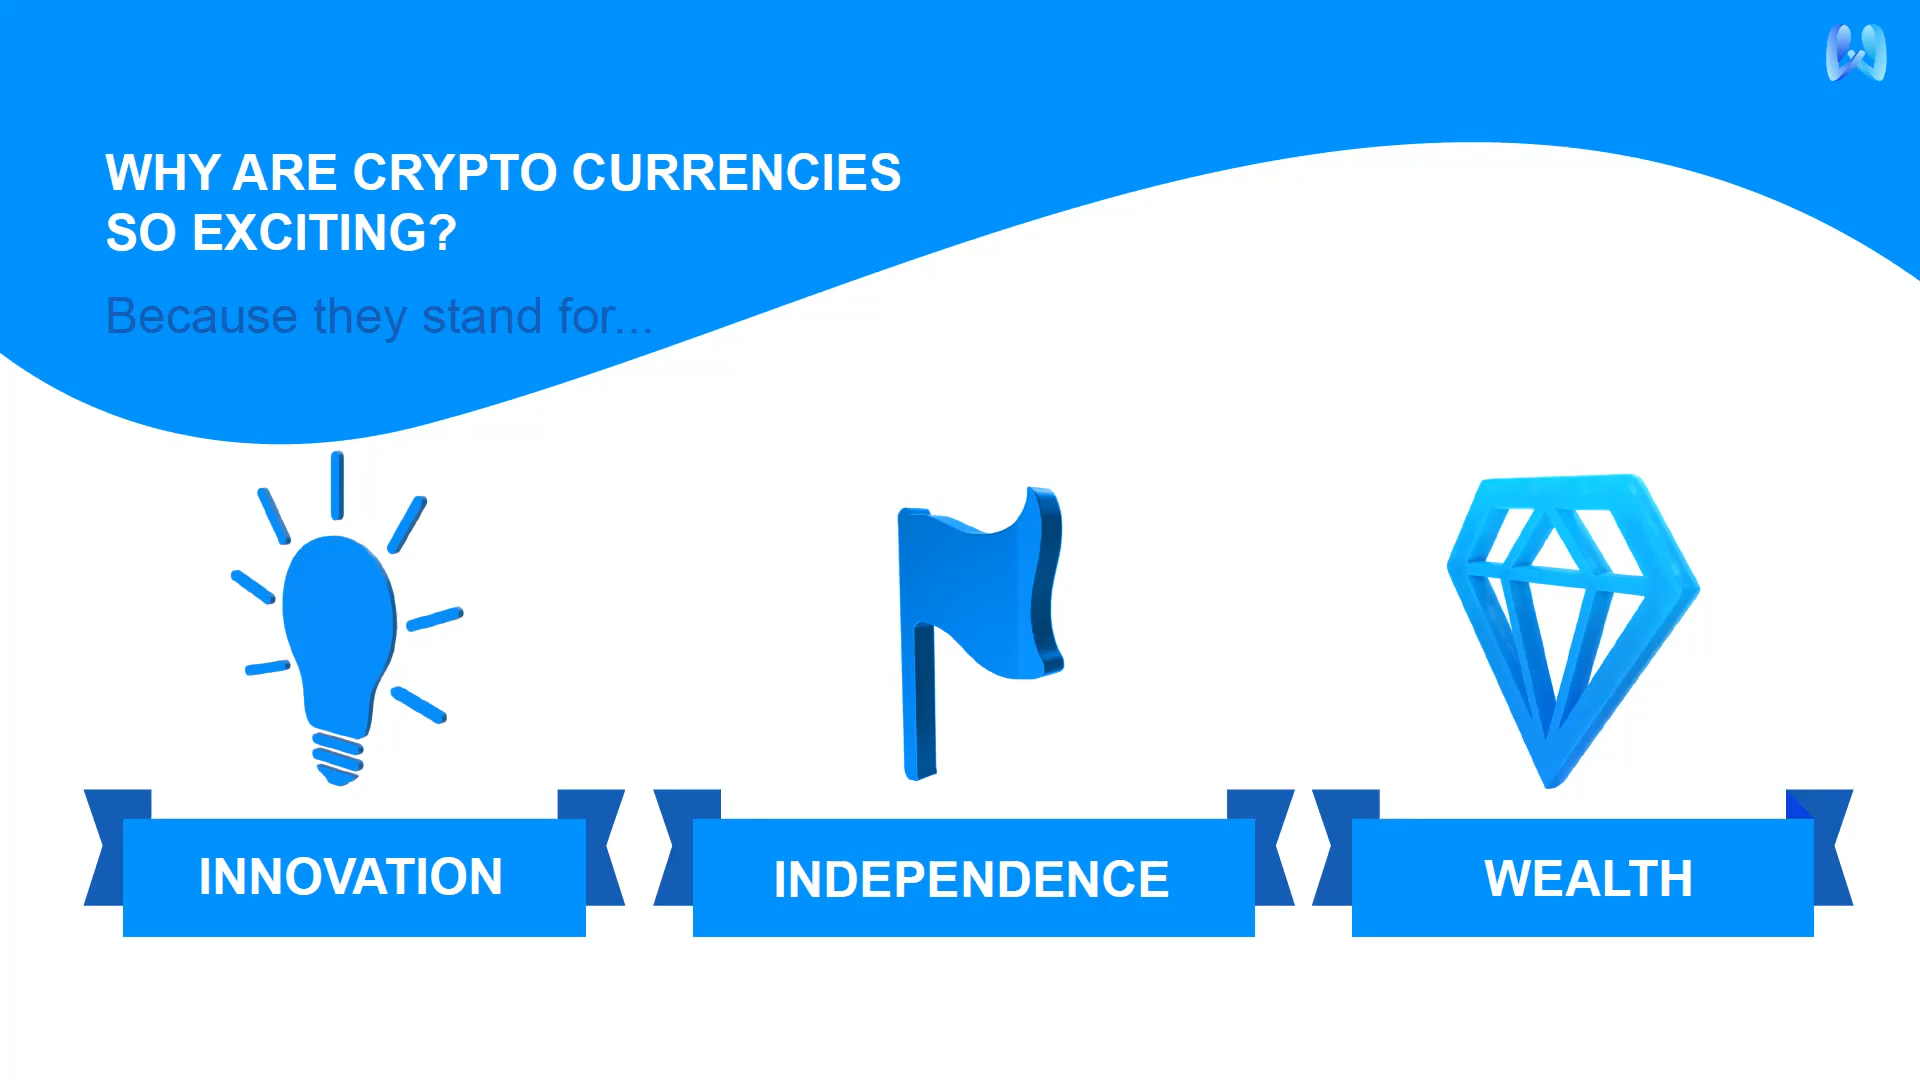 WHY ARE CRYPTO CURRENCIES
SO EXCITING?
Because they stand for...
INNOVATION
INDEPENDENCE
WEALTH